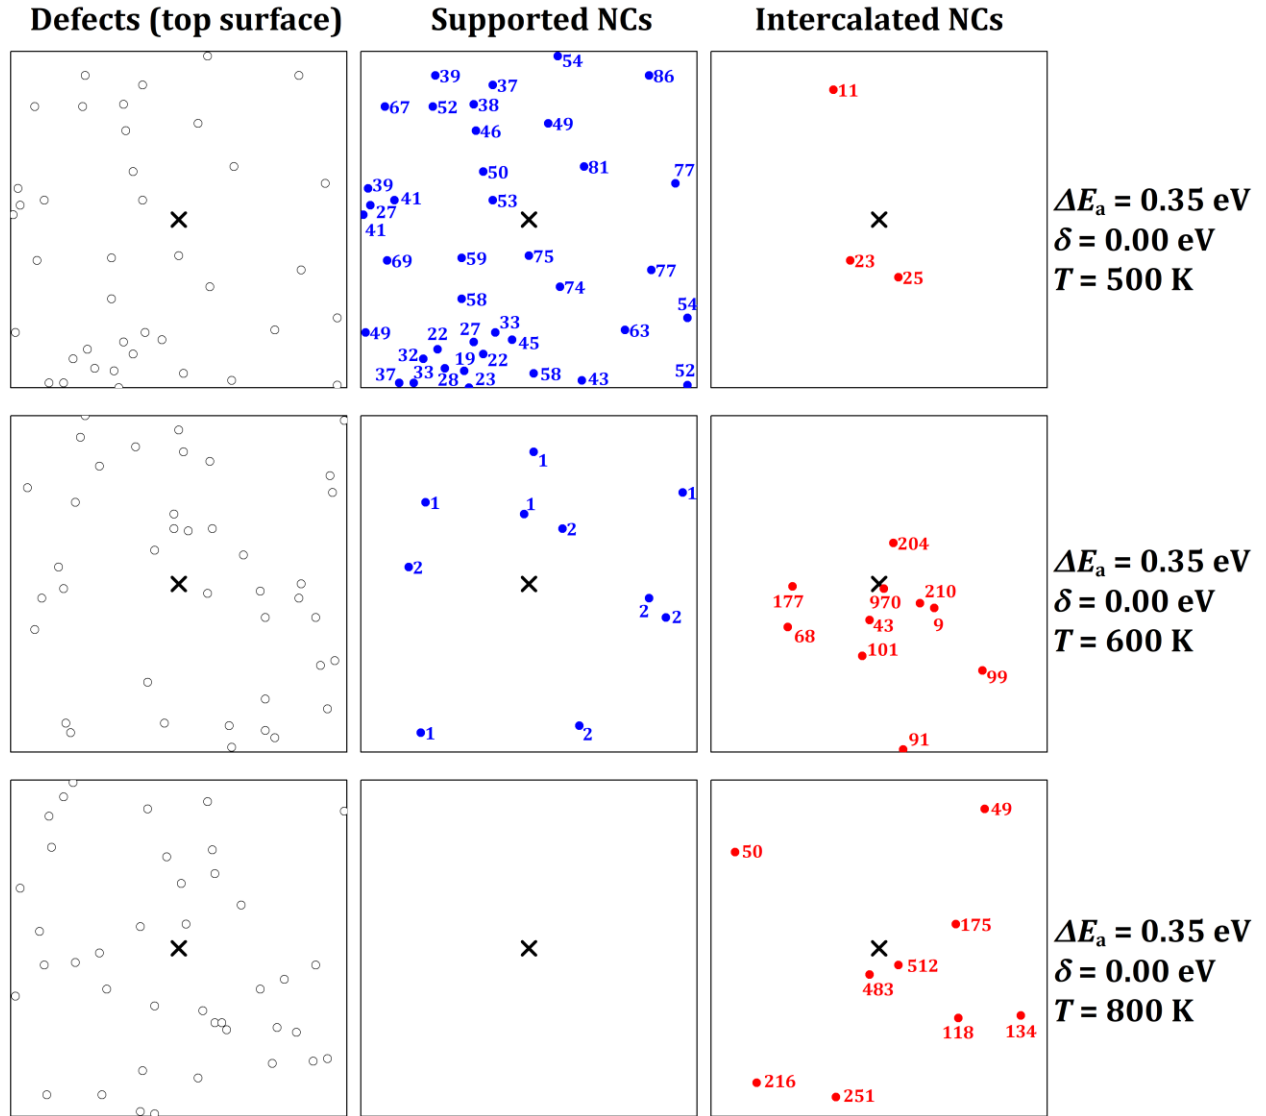 Defects (top surface) Supported NCs Intercalated NCs
54
39 37 86
11
67 52 38
46 49
50 81 77
39
41 53
27
41
ΔEa = 0.35 eV
δ = 0.00 eV
T = 500 K
69 59 75 77
23
25
74
58 54
49 27 33 63
22 45
32 19 22
37 33 28 23 58 43 52
1
1
1 1
2
2
2 2
1 2
204
177 970 210
43 9
68
101
99
91
ΔEa = 0.35 eV
δ = 0.00 eV
T = 600 K
49
50
175
512
483
118 134
216
251
ΔEa = 0.35 eV
δ = 0.00 eV
T = 800 K